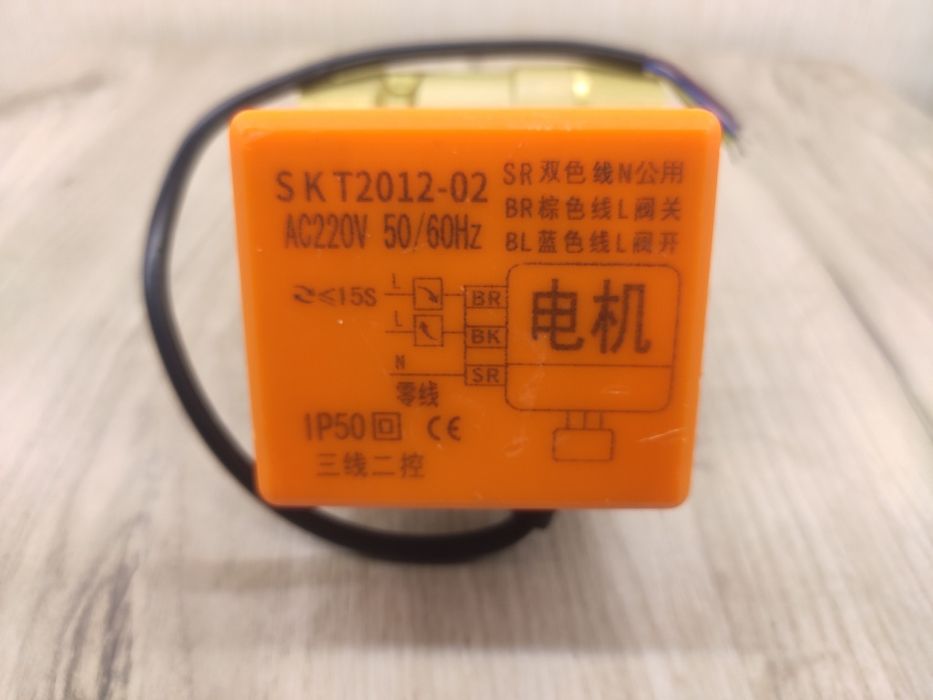 SKT2012-02
AC220V 50/60Hz
SR双色线N公用
BR棕色线L阀关
BL蓝色线L阀开
≤15S
L
BR
L
BK
N
SR
零线
电机
IP50 CE
三线二控